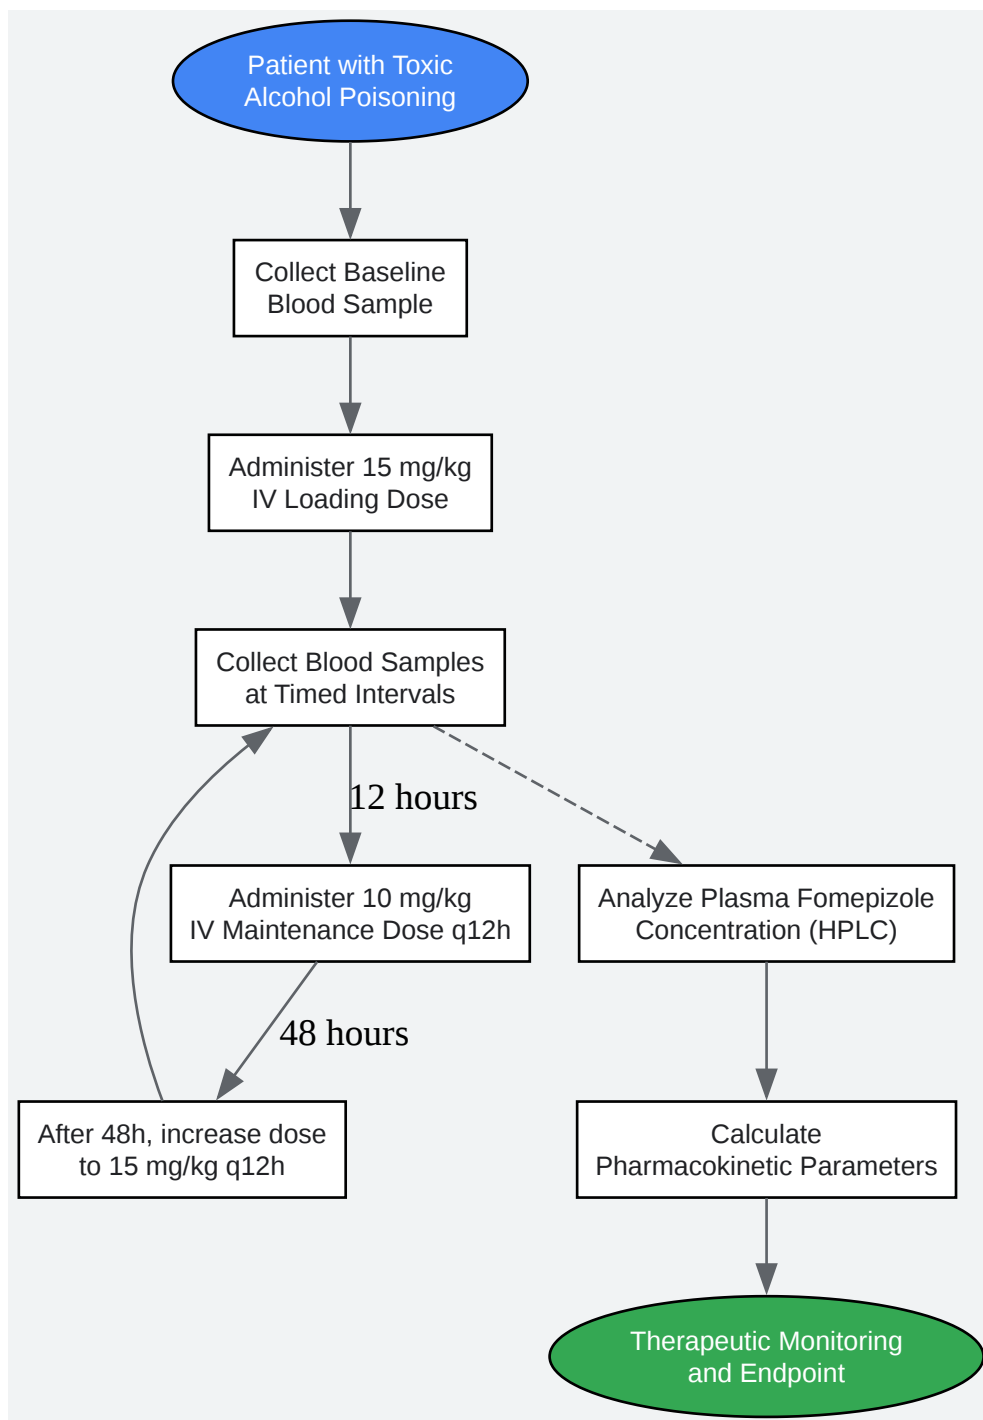 Patient with Toxic
Alcohol Poisoning
Collect Baseline
Blood Sample
Administer 15 mg/kg
IV Loading Dose
Collect Blood Samples
at Timed Intervals
12 hours
Administer 10 mg/kg
IV Maintenance Dose q12h
Analyze Plasma Fomepizole
Concentration (HPLC)
48 hours
After 48h, increase dose
to 15 mg/kg q12h
Calculate
Pharmacokinetic Parameters
Therapeutic Monitoring
and Endpoint